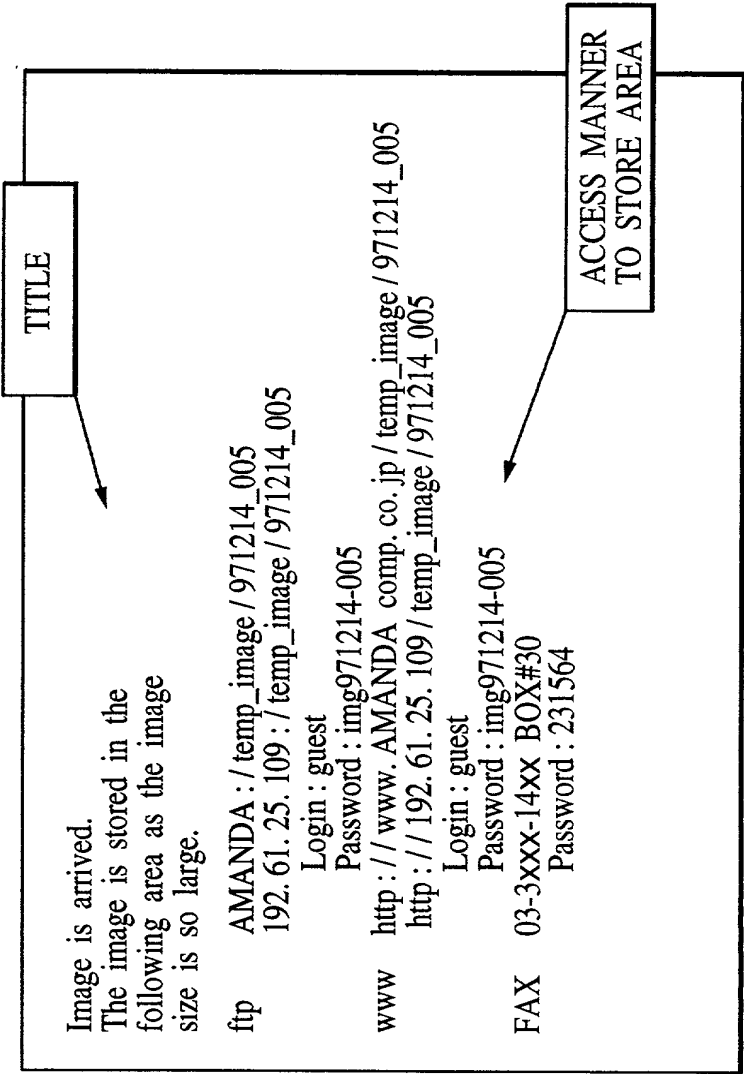 TITLE
Image is arrived.
The image is stored in the
following area as the image
size is so large.
ftp AMANDA : / temp_image / 971214_005
192. 61. 25. 109 : / temp_image / 971214_005
Login : guest
Password : img971214-005
www http : / / www. AMANDA comp. co. jp / temp_image / 971214_005
http : / / 192. 61. 25. 109 / temp_image / 971214_005
Login : guest
Password : img971214-005
FAX 03-3xxx-14xx BOX#30
Password : 231564
ACCESS MANNER
TO STORE AREA